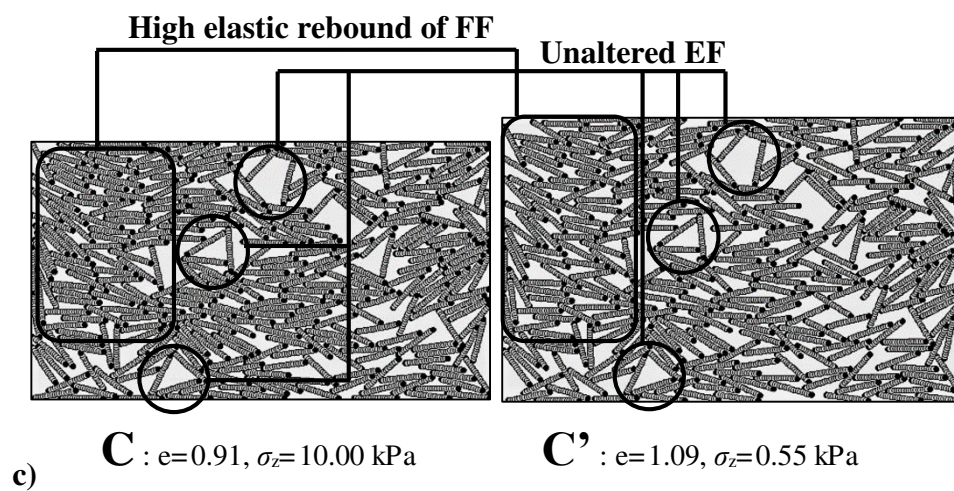 High elastic rebound of FF
Unaltered EF
C : e=0.91, σz=10.00 kPa
C’ : e=1.09, σz=0.55 kPa
c)